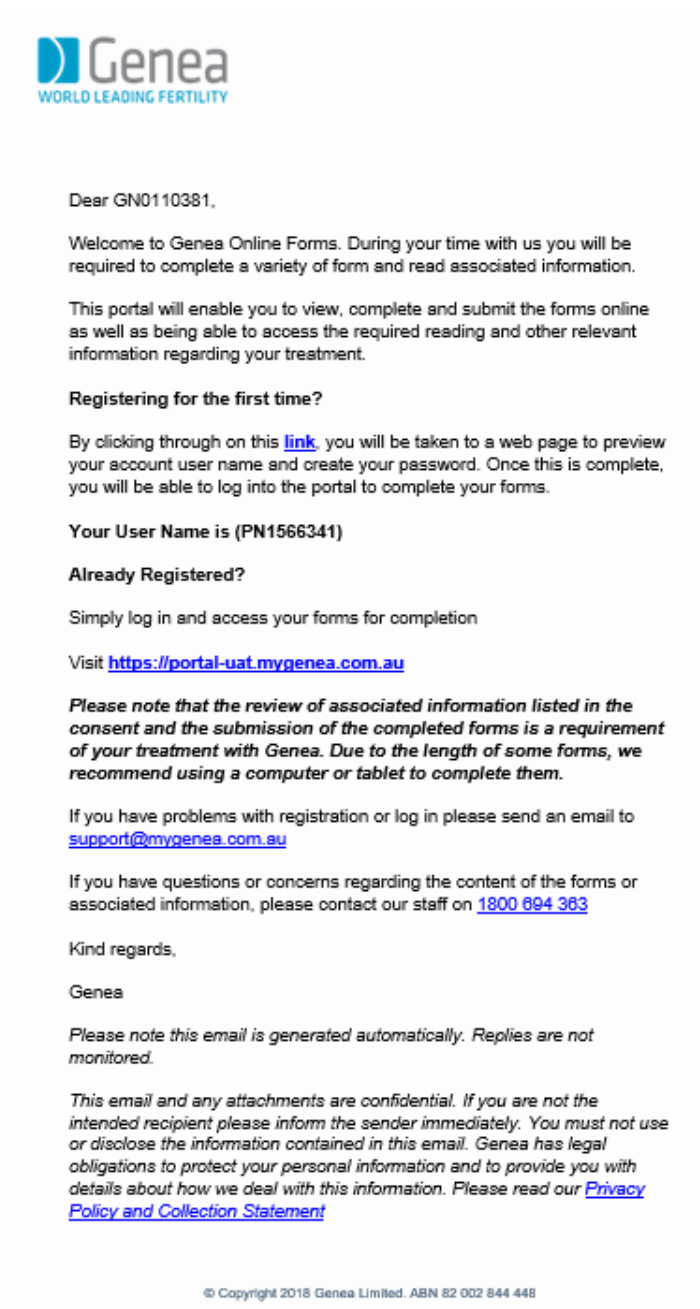 Genea
WORLD LEADING FERTILITY
Dear GN0110381,
Welcome to Genea Online Forms. During your time with us you will be
required to complete a variety of form and read associated information.
This portal will enable you to view, complete and submit the forms online
as well as being able to access the required reading and other relevant
information regarding your treatment.
Registering for the first time?
By clicking through on this link, you will be taken to a web page to preview
your account user name and create your password. Once this is complete,
you will be able to log into the portal to complete your forms.
Your User Name is (PN1566341)
Already Registered?
Simply log in and access your forms for completion
Visit https://portal-uat.mygenea.com.au
Please note that the review of associated information listed in the
consent and the submission of the completed forms is a requirement
of your treatment with Genea. Due to the length of some forms, we
recommend using a computer or tablet to complete them.
If you have problems with registration or log in please send an email to
support@mygenea.com.au
If you have questions or concerns regarding the content of the forms or
associated information, please contact our staff on 1800 694 363
Kind regards,
Genea
Please note this email is generated automatically. Replies are not
monitored.
This email and any attachments are confidential. If you are not the
intended recipient please inform the sender immediately. You must not use
or disclose the information contained in this email. Genea has legal
obligations to protect your personal information and to provide you with
details about how we deal with this information. Please read our Privacy
Policy and Collection Statement
© Copyright 2018 Genea Limited. ABN 82 002 844 448